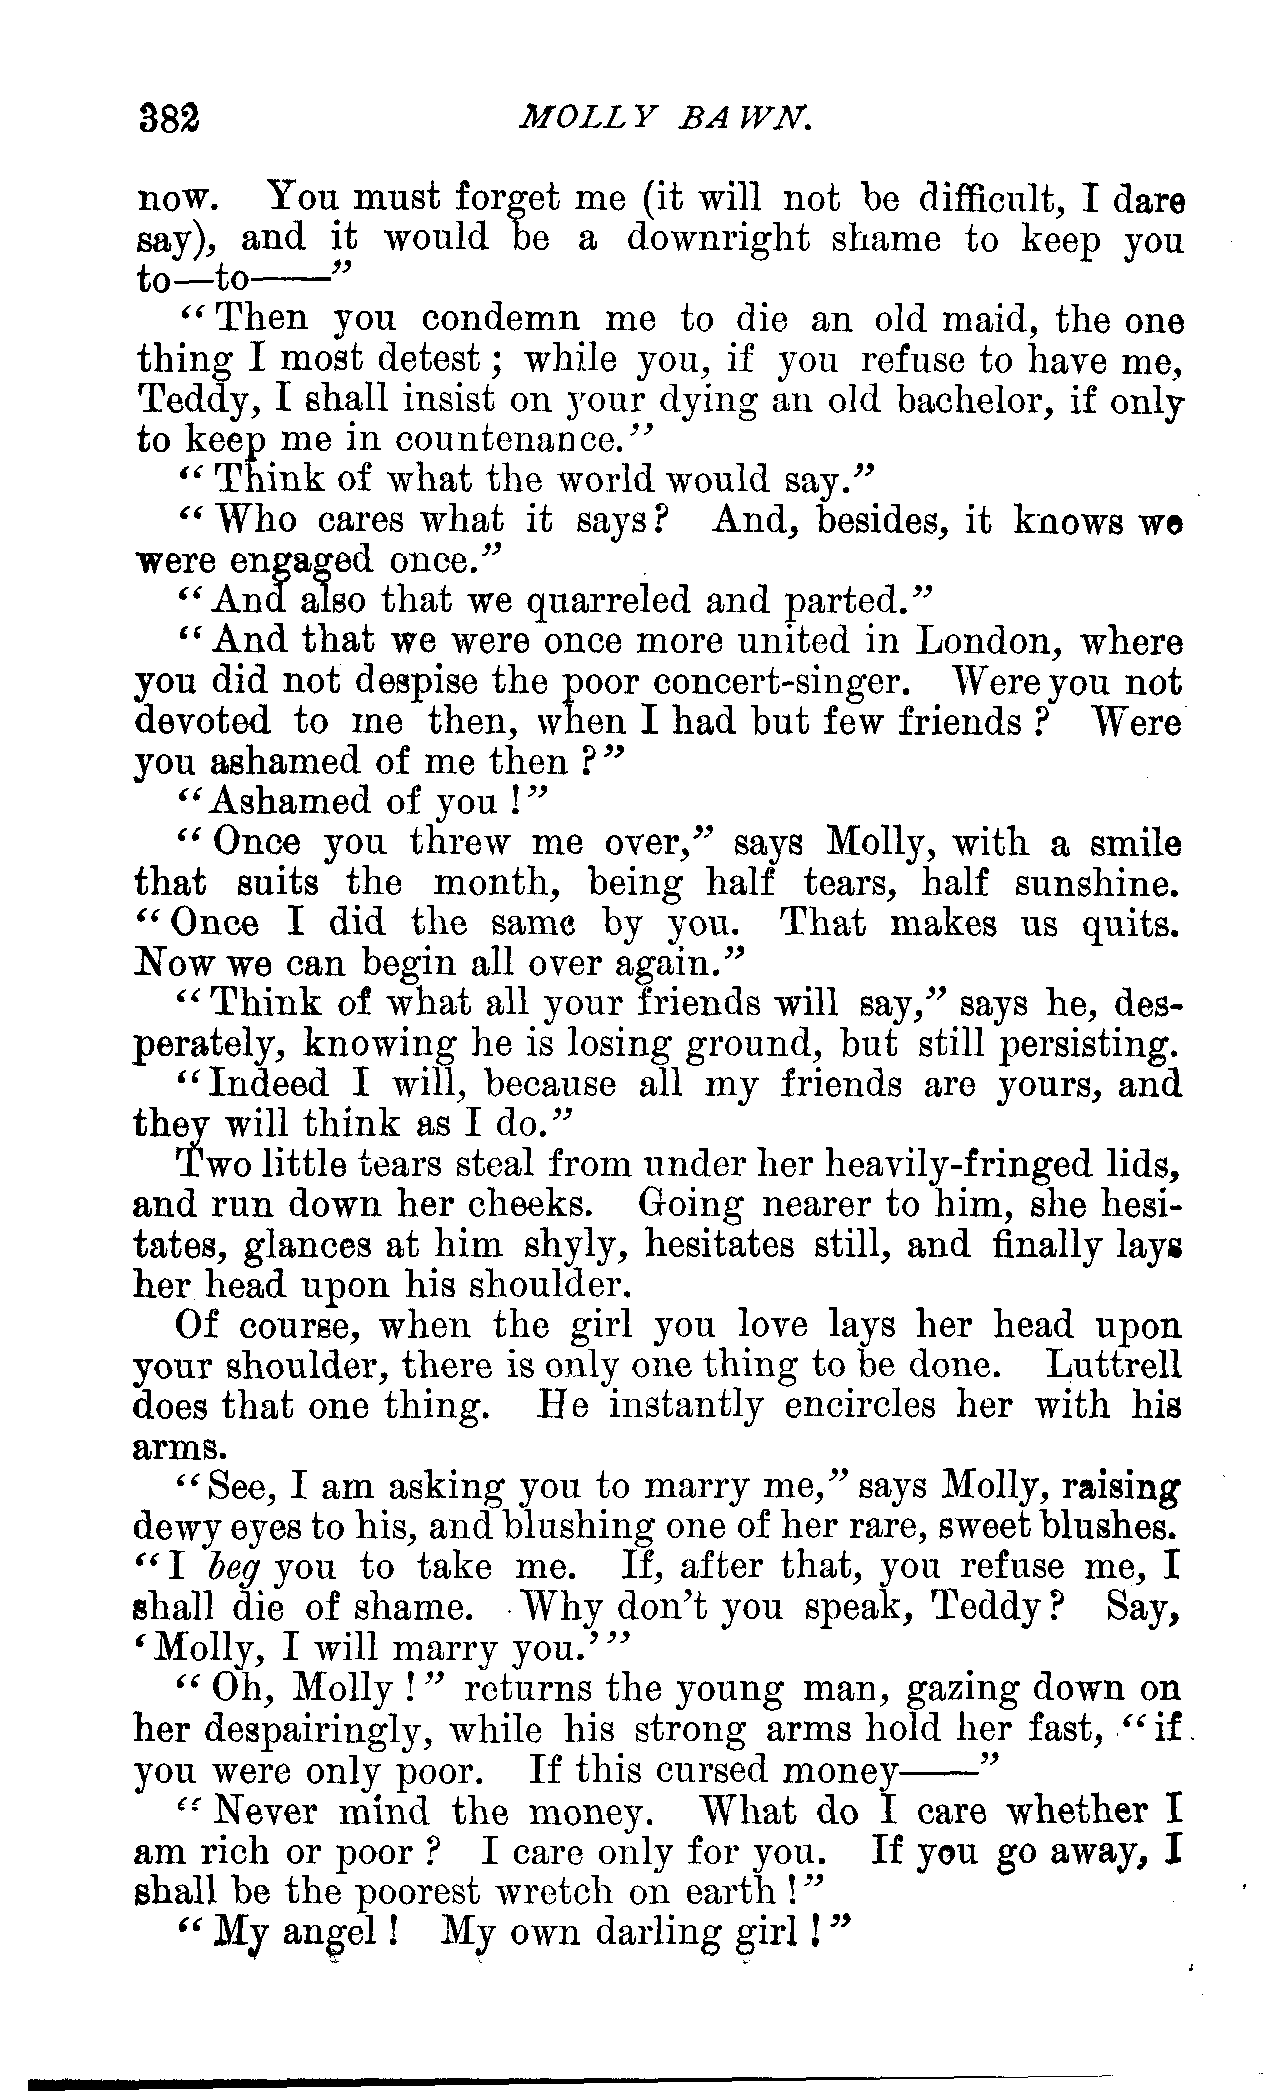 382 MOLLY BAWN.
now. You must forget me (it will not be difficult, I dare
say), and it would be a downright shame to keep you
to—to——"
"Then you condemn me to die an old maid, the one
thing I most detest; while you, if you refuse to have me,
Teddy, I shall insist on your dying an old bachelor, if only
to keep me in countenance."
"Think of what the world would say."
"Who cares what it says? And, besides, it knows we
were engaged once."
"And also that we quarreled and parted."
"And that we were once more united in London, where
you did not despise the poor concert-singer. Were you not
devoted to me then, when I had but few friends? Were
you ashamed of me then?"
"Ashamed of you!"
"Once you threw me over," says Molly, with a smile
that suits the month, being half tears, half sunshine.
"Once I did the same by you. That makes us quits.
Now we can begin all over again."
"Think of what all your friends will say," says he, des-
perately, knowing he is losing ground, but still persisting.
"Indeed I will, because all my friends are yours, and
they will think as I do."
Two little tears steal from under her heavily-fringed lids,
and run down her cheeks. Going nearer to him, she hesi-
tates, glances at him shyly, hesitates still, and finally lays
her head upon his shoulder.
Of course, when the girl you love lays her head upon
your shoulder, there is only one thing to be done. Luttrell
does that one thing. He instantly encircles her with his
arms.
"See, I am asking you to marry me," says Molly, raising
dewy eyes to his, and blushing one of her rare, sweet blushes.
"I beg you to take me. If, after that, you refuse me, I
shall die of shame. Why don't you speak, Teddy? Say,
'Molly, I will marry you.'"
"Oh, Molly!" returns the young man, gazing down on
her despairingly, while his strong arms hold her fast, "if
you were only poor. If this cursed money——"
"Never mind the money. What do I care whether I
am rich or poor? I care only for you. If you go away, I
shall be the poorest wretch on earth!"
"My angel! My own darling girl!"